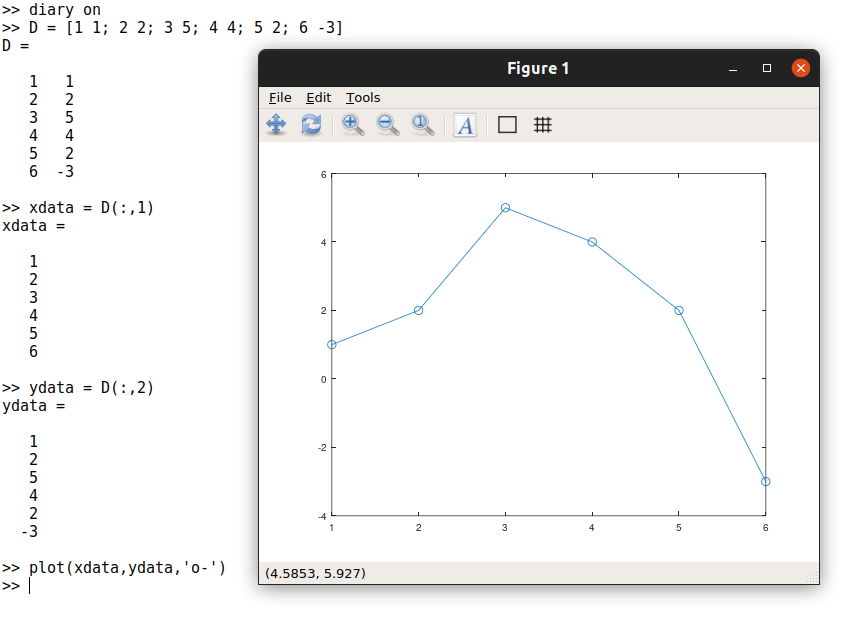 >> diary on
>> D = [1 1; 2 2; 3 5; 4 4; 5 2; 6 -3]
D =
1 1
2 2
3 5
4 4
5 2
6 -3
>> xdata = D(:,1)
xdata =
1
2
3
4
5
6
>> ydata = D(:,2)
ydata =
1
2
5
4
2
-3
>> plot(xdata,ydata,'o-')
>>
Figure 1
File Edit Tools
A
6
4
2
0
-2
-4
1 2 3 4 5 6
(4.5853, 5.927)